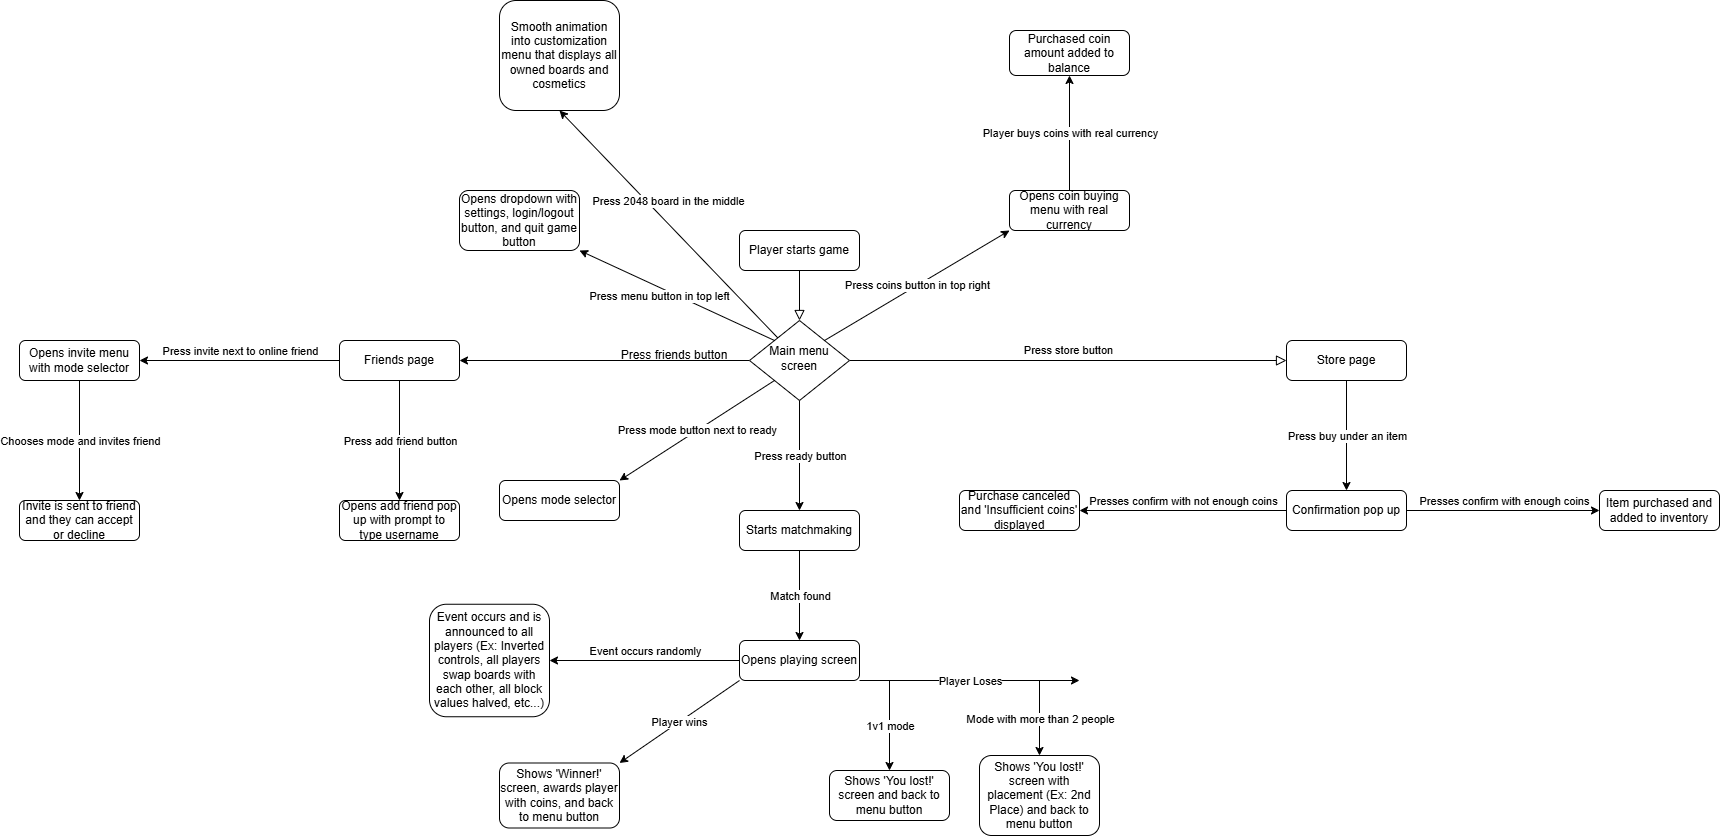 Smooth animation
into customization
menu that displays all
owned boards and
cosmetics
Purchased coin
amount added to
balance
Player buys coins with real currency
Opens dropdown with
settings, login/logout
button, and quit game
button
Press 2048 board in the middle
Opens coin buying
menu with real
currency
Player starts game
Press menu button in top left
Press coins button in top right
Opens invite menu
with mode selector
Press invite next to online friend
Friends page
Press friends button
Main menu
screen
Press store button
Store page
Chooses mode and invites friend
Press add friend button
Press mode button next to ready
Press ready button
Press buy under an item
Invite is sent to friend
and they can accept
or decline
Opens add friend pop
up with prompt to
type username
Opens mode selector
Starts matchmaking
Purchase canceled
and 'Insufficient coins'
displayed
Presses confirm with not enough coins
Confirmation pop up
Presses confirm with enough coins
Item purchased and
added to inventory
Match found
Event occurs and is
announced to all
players (Ex: Inverted
controls, all players
swap boards with
each other, all block
values halved, etc...)
Event occurs randomly
Opens playing screen
Player Loses
Player wins
1v1 mode
Mode with more than 2 people
Shows 'Winner!'
screen, awards player
with coins, and back
to menu button
Shows 'You lost!'
screen and back to
menu button
Shows 'You lost!'
screen with
placement (Ex: 2nd
Place) and back to
menu button